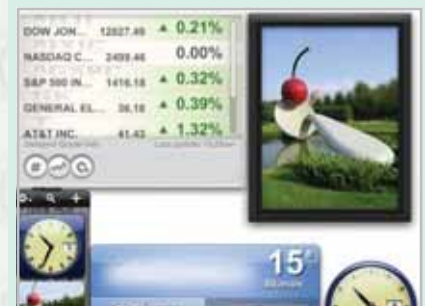 DOW JON... 12827.49 ▲ 0.21%
NASDAQ C... 2499.46 0.00%
S&P 500 IN... 1416.18 ▲ 0.32%
GENERAL EL... 36.18 ▲ 0.39%
AT&T INC. 41.43 ▲ 1.32%
15°